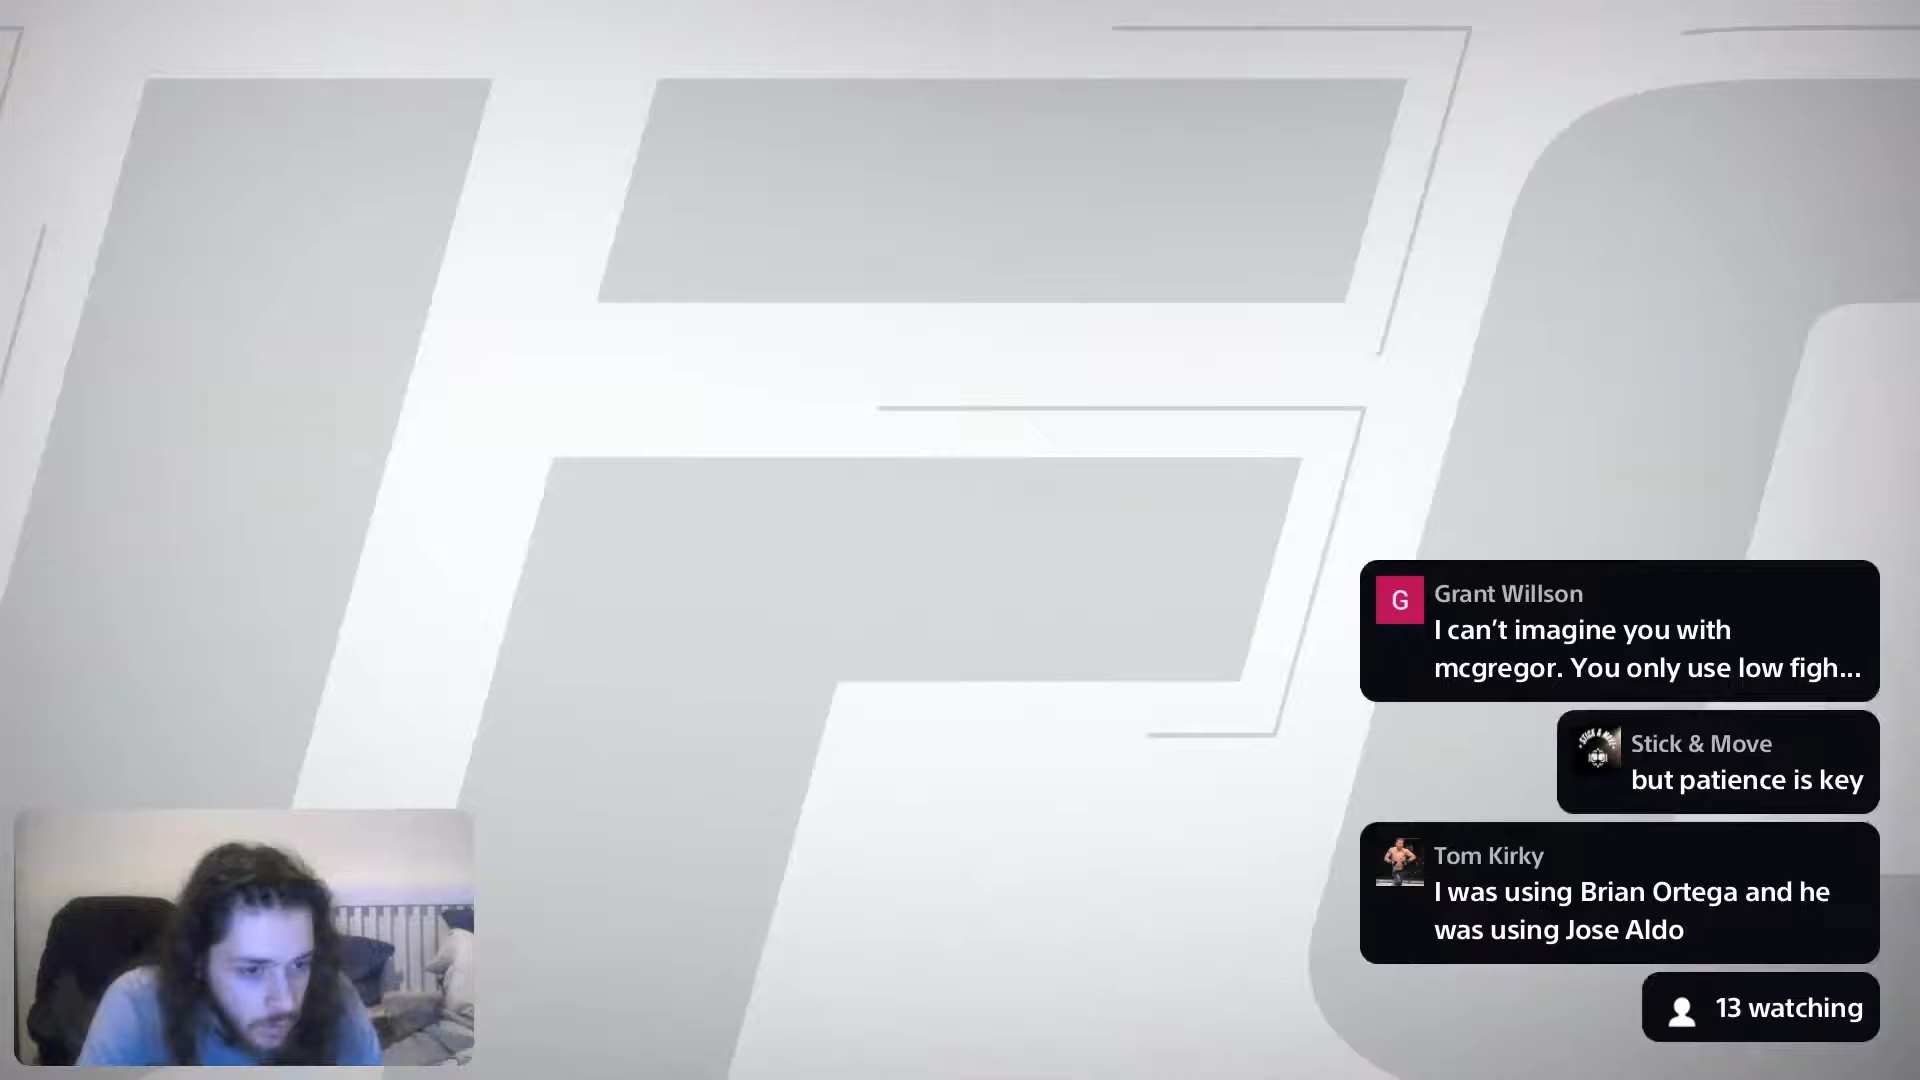 G
Grant Willson
I can't imagine you with
mcgregor. You only use low figh...
Stick & Move
but patience is key
Tom Kirky
I was using Brian Ortega and he
was using Jose Aldo
13 watching